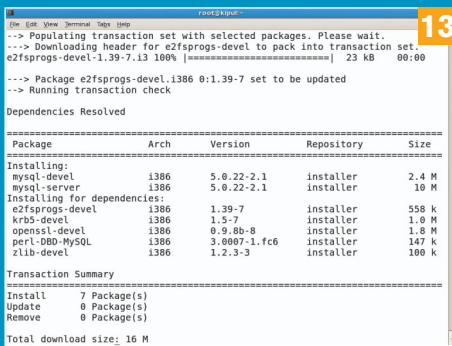 root@kiput:~
13
File Edit View Terminal Tabs Help
--> Populating transaction set with selected packages. Please wait.
---> Downloading header for e2fsprogs-devel to pack into transaction set.
e2fsprogs-devel-1.39-7.i3 100% |=========================| 23 kB 00:00
---> Package e2fsprogs-devel.i386 0:1.39-7 set to be updated
--> Running transaction check
Dependencies Resolved
Package Arch Version Repository Size
Installing:
mysql-devel i386 5.0.22-2.1 installer 2.4 M
mysql-server i386 5.0.22-2.1 installer 10 M
Installing for dependencies:
e2fsprogs-devel i386 1.39-7 installer 558 k
krb5-devel i386 1.5-7 installer 1.0 M
openssl-devel i386 0.9.8b-8 installer 1.8 M
perl-DBD-MySQL i386 3.0007-1.fc6 installer 147 k
zlib-devel i386 1.2.3-3 installer 100 k
Transaction Summary
Install 7 Package(s)
Update 0 Package(s)
Remove 0 Package(s)
Total download size: 16 M